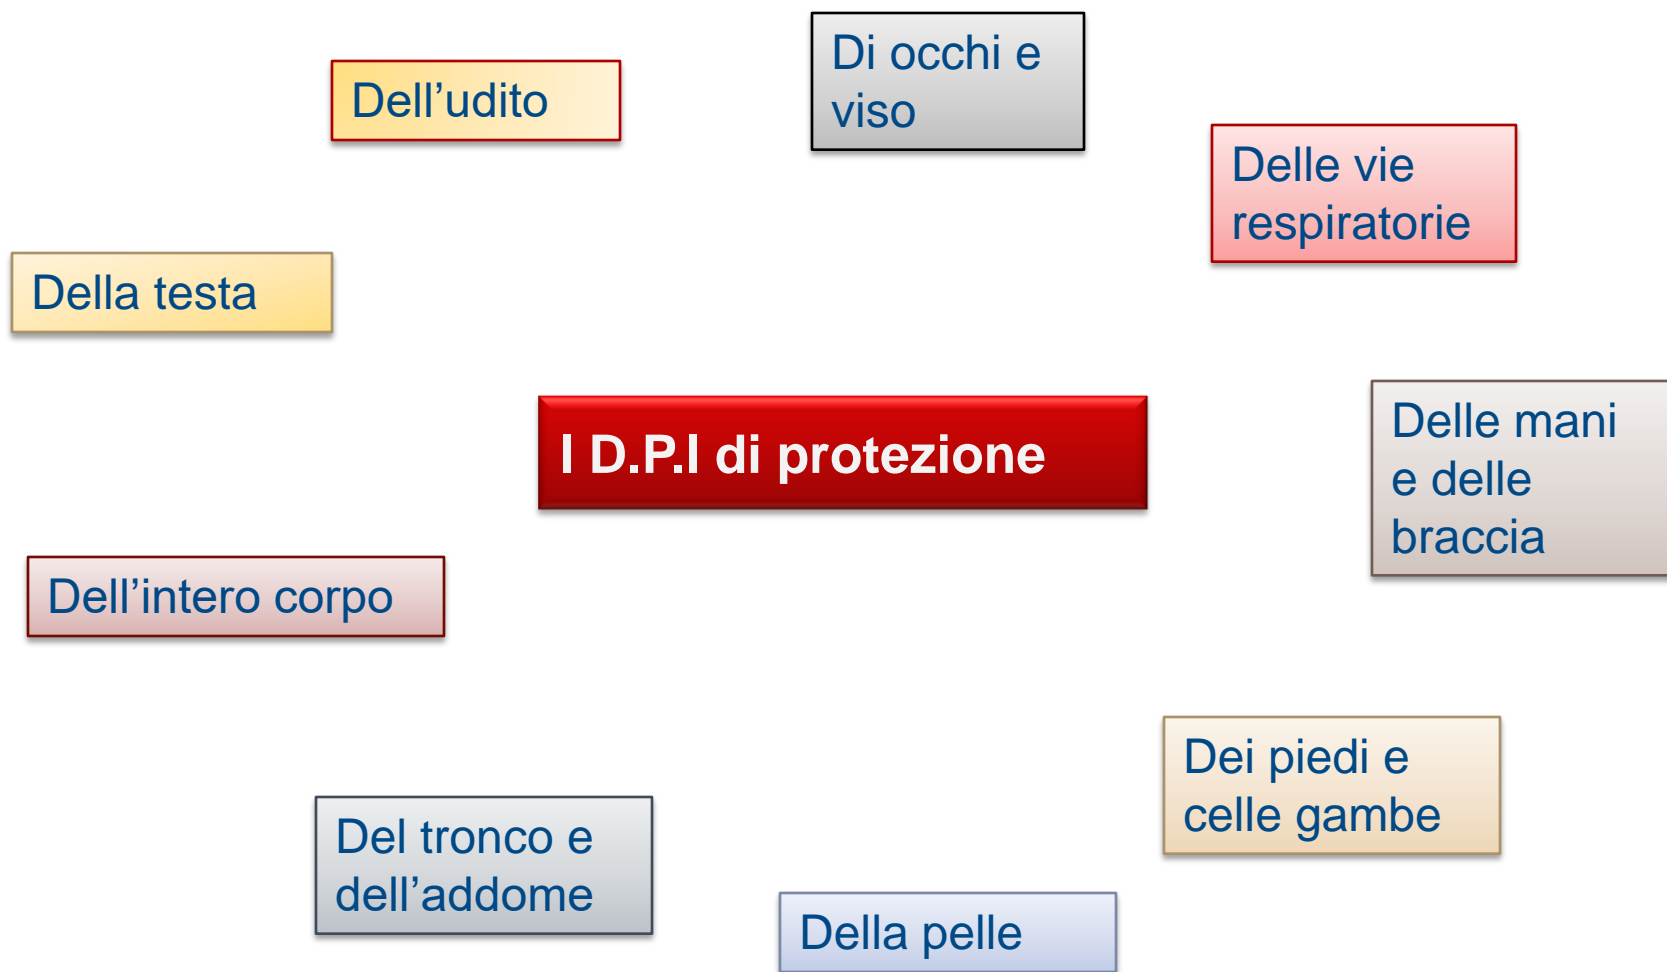 Di occhi e
viso
Dell’udito
Delle vie
respiratorie
Della testa
I D.P.I di protezione
Delle mani
e delle
braccia
Dell’intero corpo
Dei piedi e
celle gambe
Del tronco e
dell’addome
Della pelle